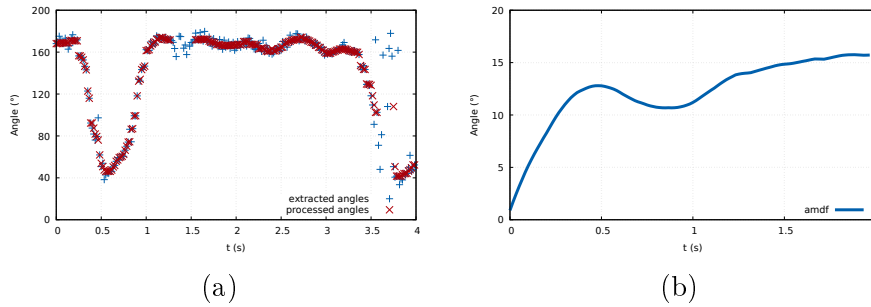 200
160
120
80
40
0
Angle (°)
extracted angles
processed angles
0 0.5 1 1.5 2 2.5 3 3.5 4
t (s)
(a)
20
15
10
5
0
Angle (°)
amdf
0 0.5 1 1.5
t (s)
(b)